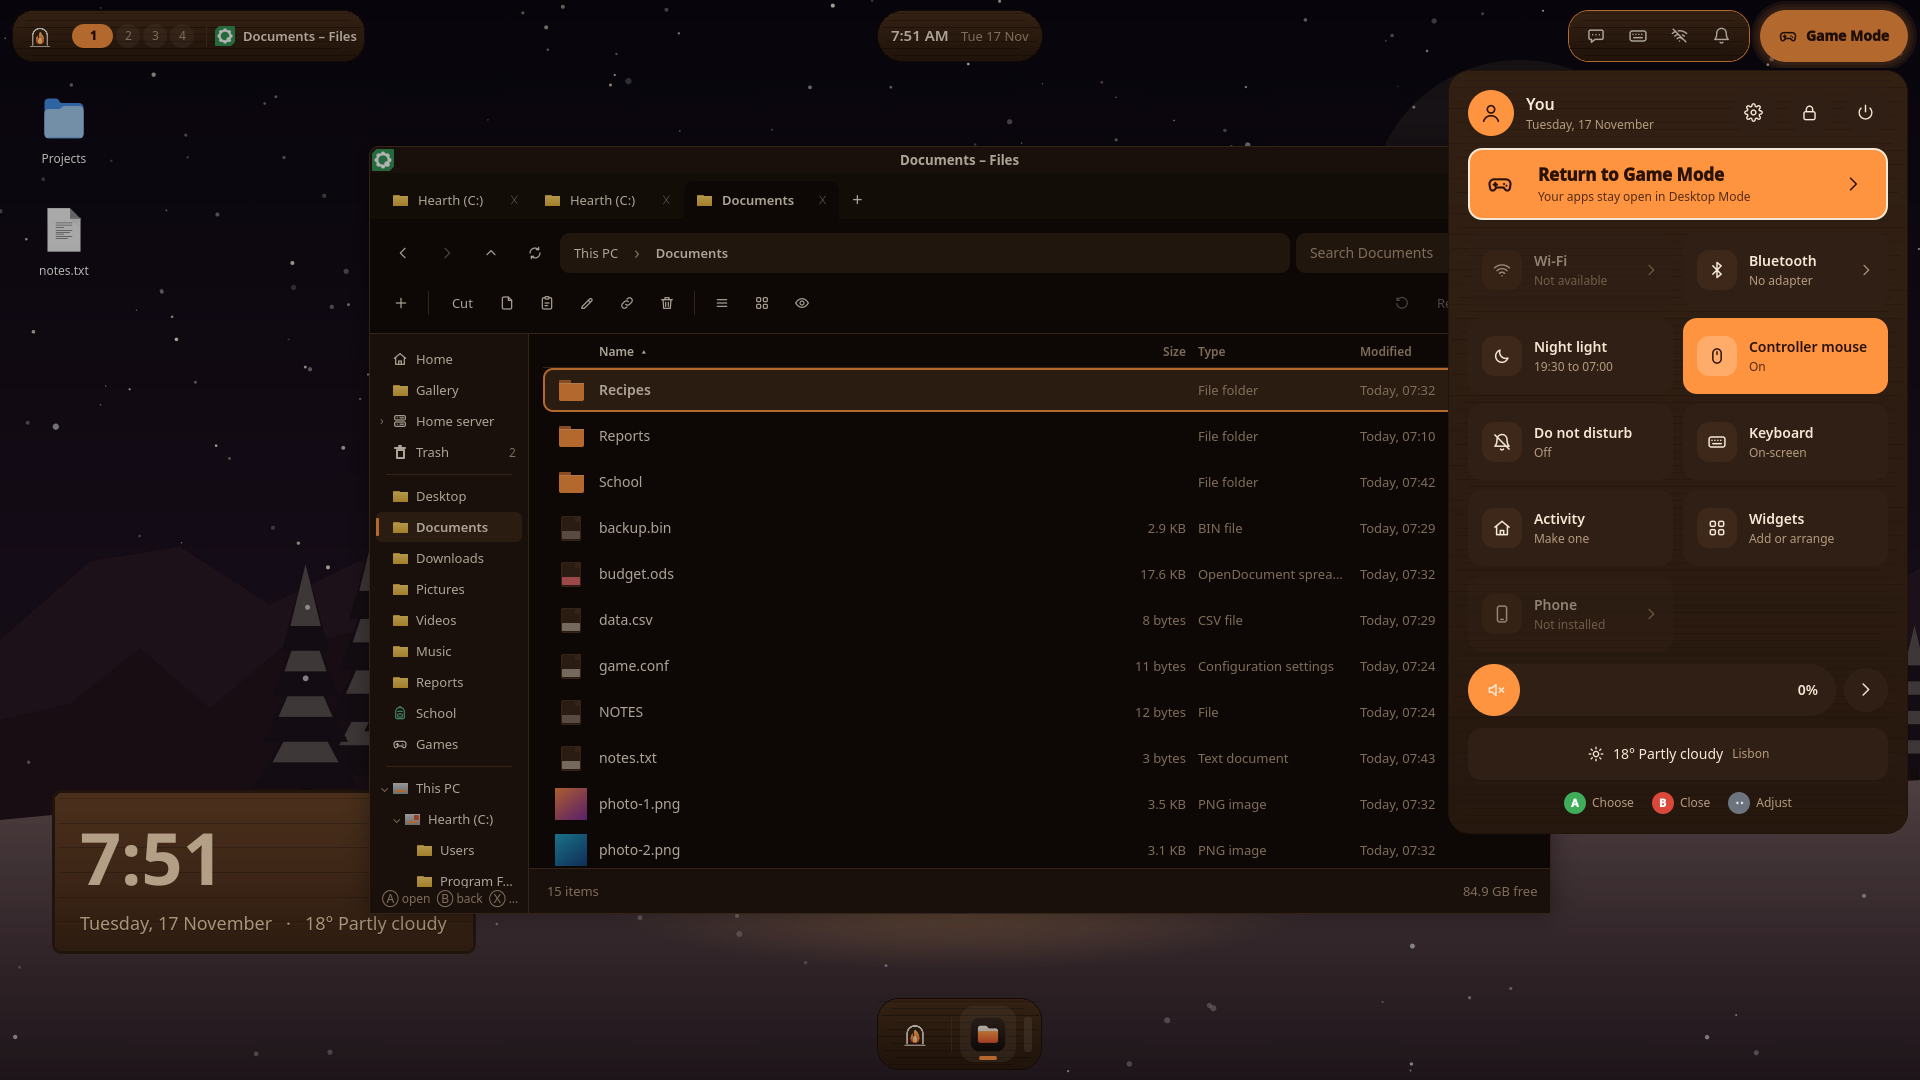 1 2 3 4 Documents – Files
7:51 AM Tue 17 Nov
Game Mode
Projects
notes.txt
Documents – Files
Hearth (C:) X
Hearth (C:) X
Documents X +
This PC › Documents
Search Documents
Cut
Re
Home
Gallery
Home server
Trash 2
Desktop
Documents
Downloads
Pictures
Videos
Music
Reports
School
Games
This PC
Hearth (C:)
Users
Program F...
A open B back X ...
Name Size Type Modified
Recipes File folder Today, 07:32
Reports File folder Today, 07:10
School File folder Today, 07:42
backup.bin 2.9 KB BIN file Today, 07:29
budget.ods 17.6 KB OpenDocument sprea... Today, 07:32
data.csv 8 bytes CSV file Today, 07:29
game.conf 11 bytes Configuration settings Today, 07:24
NOTES 12 bytes File Today, 07:24
notes.txt 3 bytes Text document Today, 07:43
photo-1.png 3.5 KB PNG image Today, 07:32
photo-2.png 3.1 KB PNG image Today, 07:32
15 items 84.9 GB free
You
Tuesday, 17 November
Return to Game Mode
Your apps stay open in Desktop Mode
Wi-Fi
Not available
Bluetooth
No adapter
Night light
19:30 to 07:00
Controller mouse
On
Do not disturb
Off
Keyboard
On-screen
Activity
Make one
Widgets
Add or arrange
Phone
Not installed
0%
18° Partly cloudy Lisbon
A Choose B Close Adjust
7:51
Tuesday, 17 November · 18° Partly cloudy